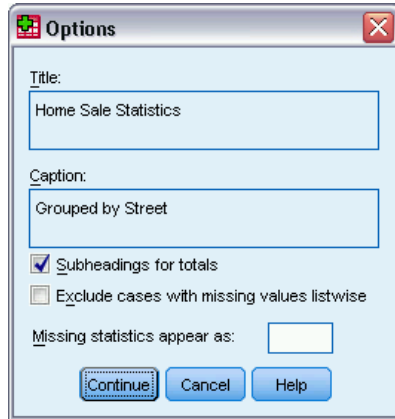 Options
Title:
Home Sale Statistics
Caption:
Grouped by Street
Subheadings for totals
Exclude cases with missing values listwise
Missing statistics appear as:
Continue Cancel Help